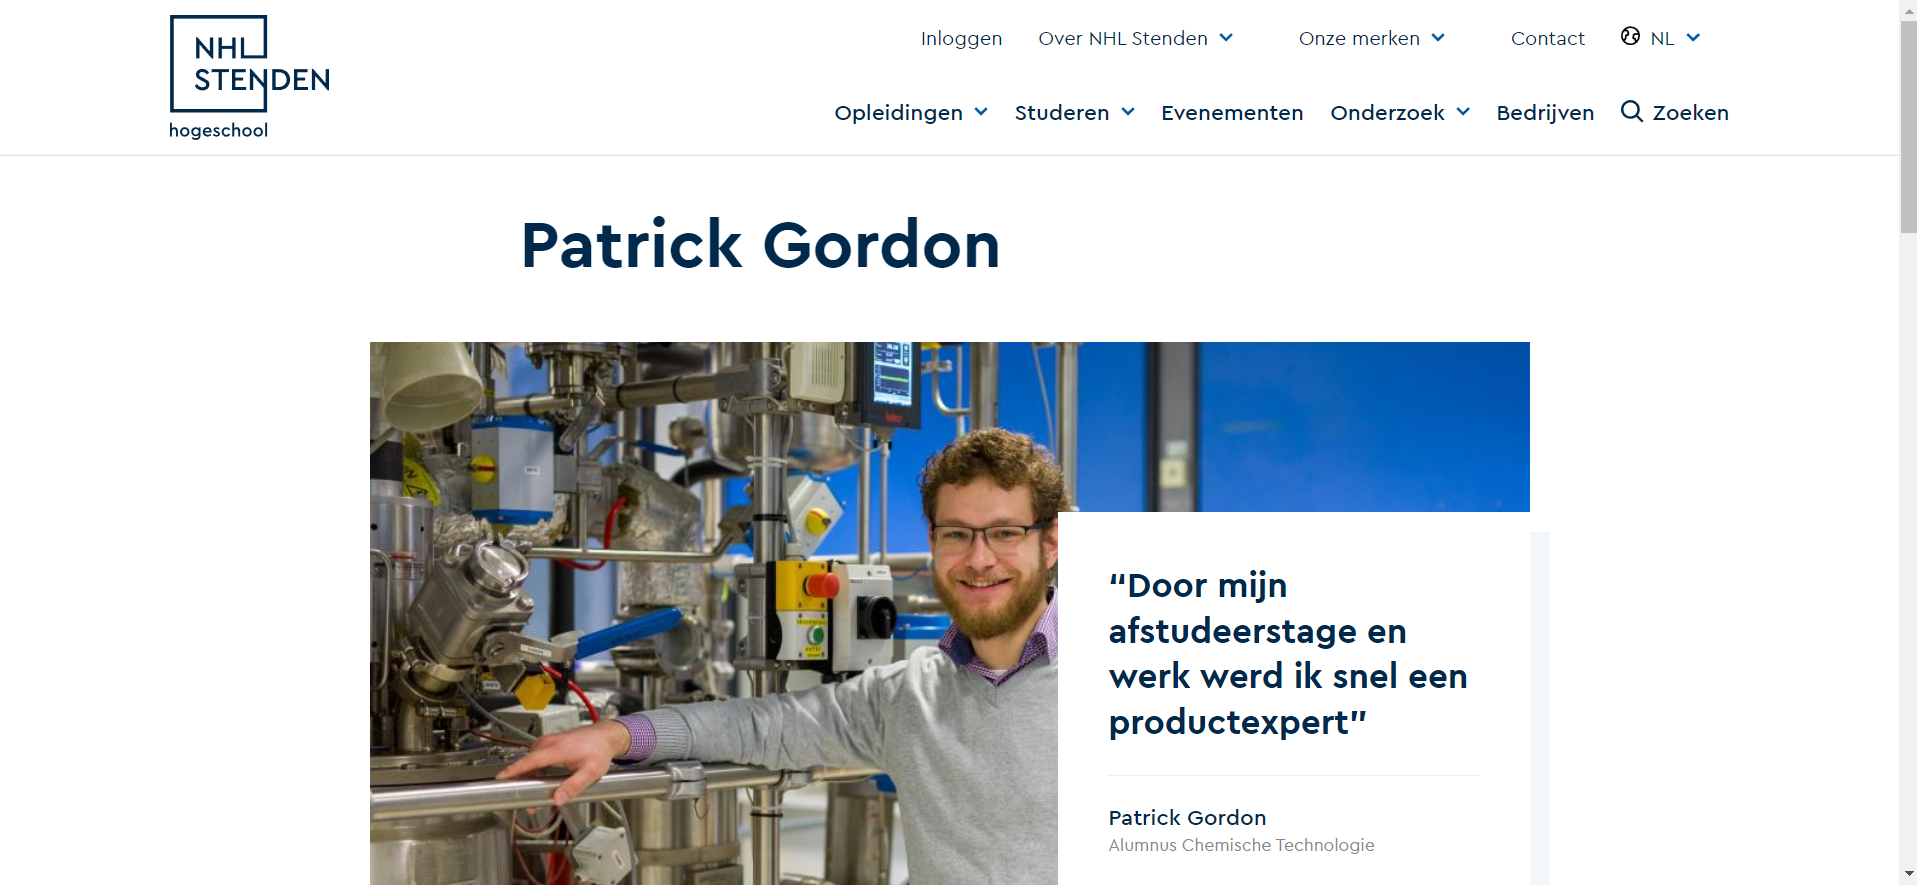 NHL
STENDEN
hogeschool
Inloggen
Over NHL Stenden
Onze merken
Contact
NL
Opleidingen
Studeren
Evenementen
Onderzoek
Bedrijven
Zoeken
Patrick Gordon
“Door mijn
afstudeerstage en
werk werd ik snel een
productexpert”
Patrick Gordon
Alumnus Chemische Technologie